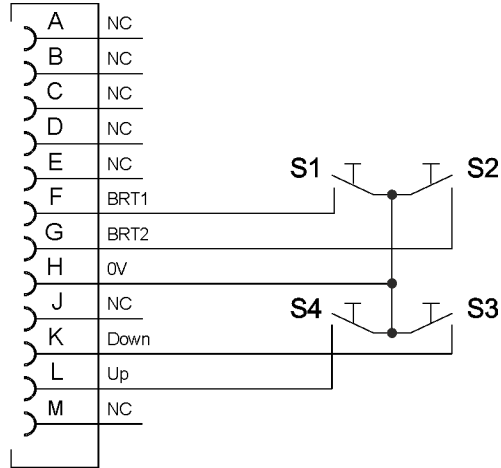 A NC
B NC
C NC
D NC
E NC
S1 S2
F BRT1
G BRT2
H 0V
J NC
S4 S3
K Down
L Up
M NC